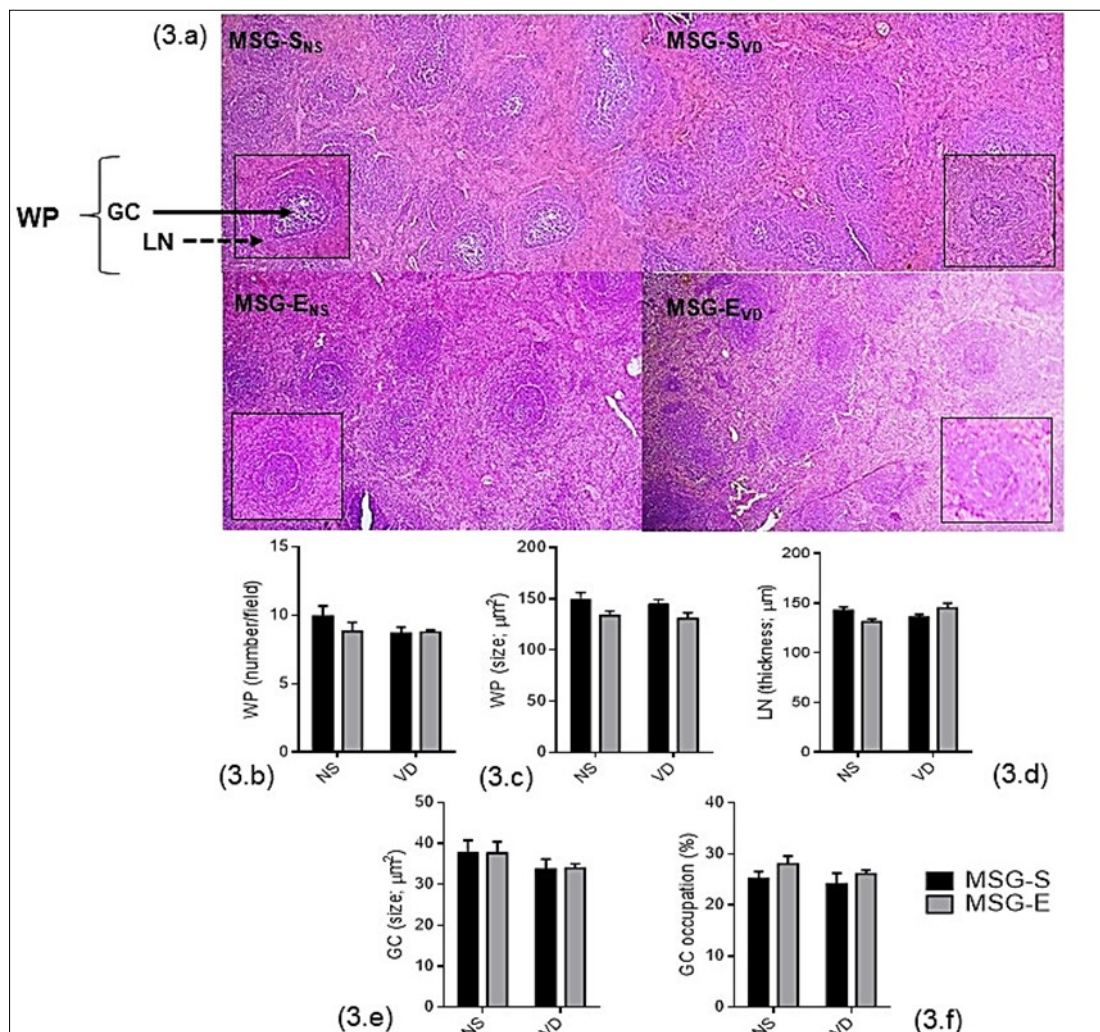 (3.a)
MSG-SNS
MSG-SVD
WP
GC
LN
MSG-ENS
MSG-EVD
15
10
5
0
WP (number/field)
NS
VD
(3.b)
200
150
100
50
0
WP (size; μm²)
NS
VD
(3.c)
200
150
100
50
0
LN (thickness; μm)
NS
VD
(3.d)
50
40
30
20
10
0
GC (size; μm²)
NS
VD
(3.e)
40
30
20
10
0
GC occupation (%)
NS
VD
(3.f)
MSG-S
MSG-E